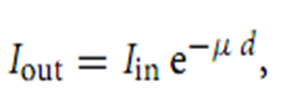 I_out = I_in e^{−μ d},